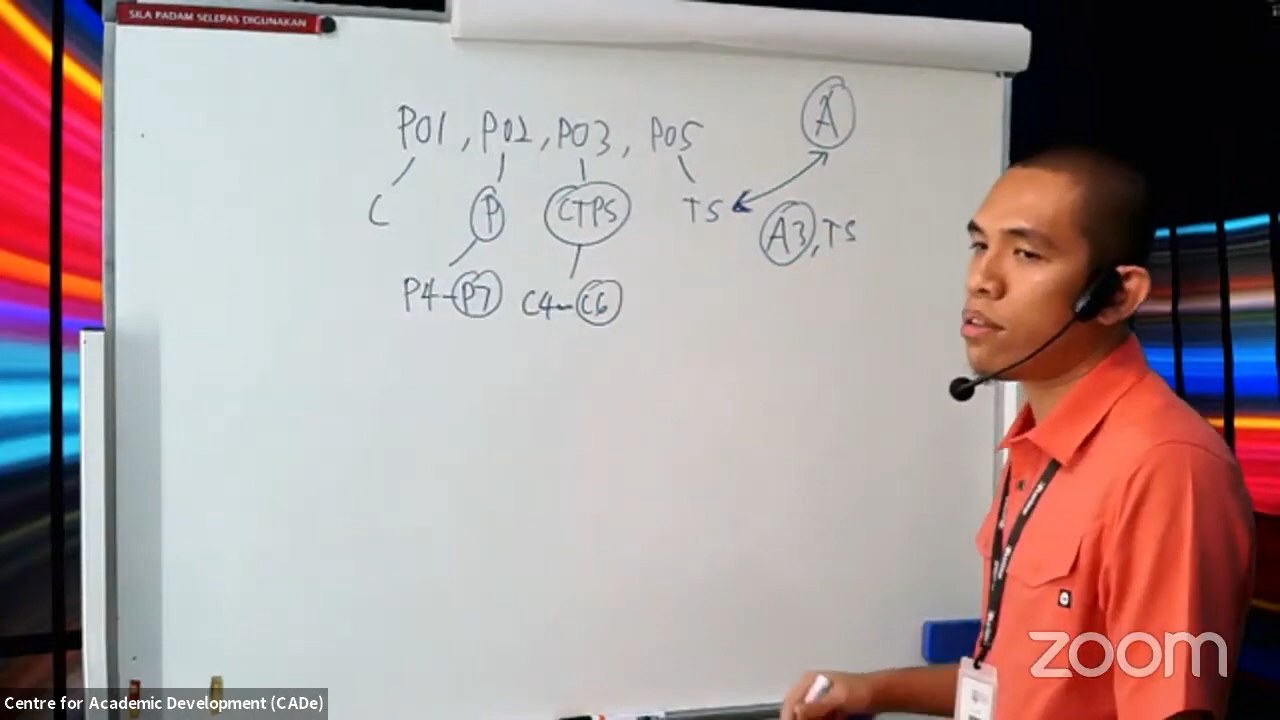 SILA PADAM SELEPAS DIGUNAKAN
A
PO1, PO2, PO3, PO5
C P CTPS TS A3, TS
P4-P7 C4-C6
zoom
Centre for Academic Development (CADe)